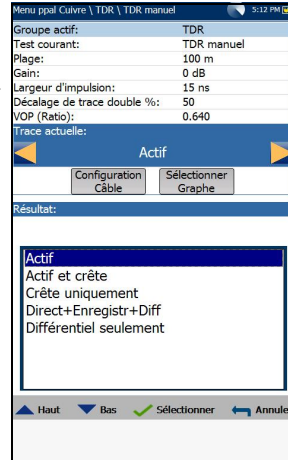 Menu ppal Cuivre \ TDR \ TDR manuel 5:12 PM
Groupe actif: TDR
Test courant: TDR manuel
Plage: 100 m
Gain: 0 dB
Largeur d'impulsion: 15 ns
Décalage de trace double %: 50
VOP (Ratio): 0.640
Trace actuelle:
Actif
Configuration Câble
Sélectionner Graphe
Résultat:
Actif
Actif et crête
Crête uniquement
Direct+Enregistr+Diff
Différentiel seulement
Haut Bas Sélectionner Annule